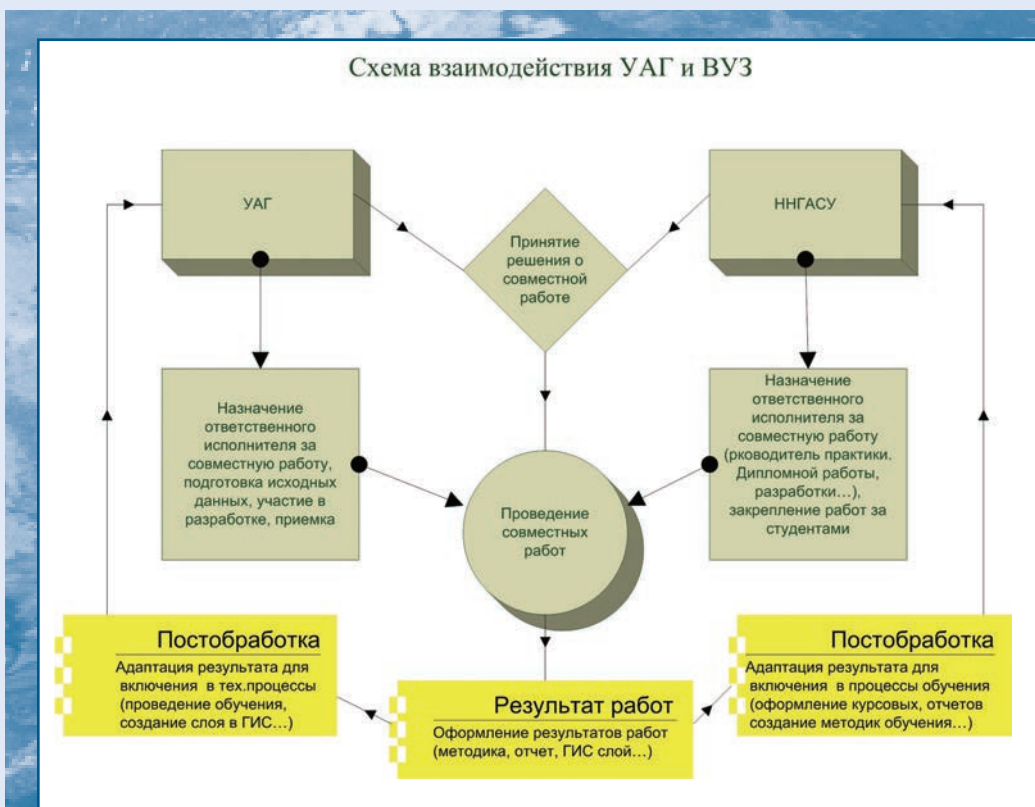 Схема взаимодействия УАГ и ВУЗ
УАГ
ННГАСУ
Принятие
решения о
совместной
работе
Назначение
ответственного
исполнителя за
совместную работу,
подготовка исходных
данных, участие в
разработке, приемка
Назначение
ответственного
исполнителя за
совместную работу
(рководитель практики.
Дипломной работы,
разработки...),
закрепление работ за
студентами
Проведение
совместных
работ
Постобработка
Адаптация результата для
включения в тех.процессы
(проведение обучения,
создание слоя в ГИС...)
Результат работ
Оформление результатов работ
(методика, отчет, ГИС слой...)
Постобработка
Адаптация результата для
включения в процессы обучения
(оформление курсовых, отчетов
создание методик обучения...)